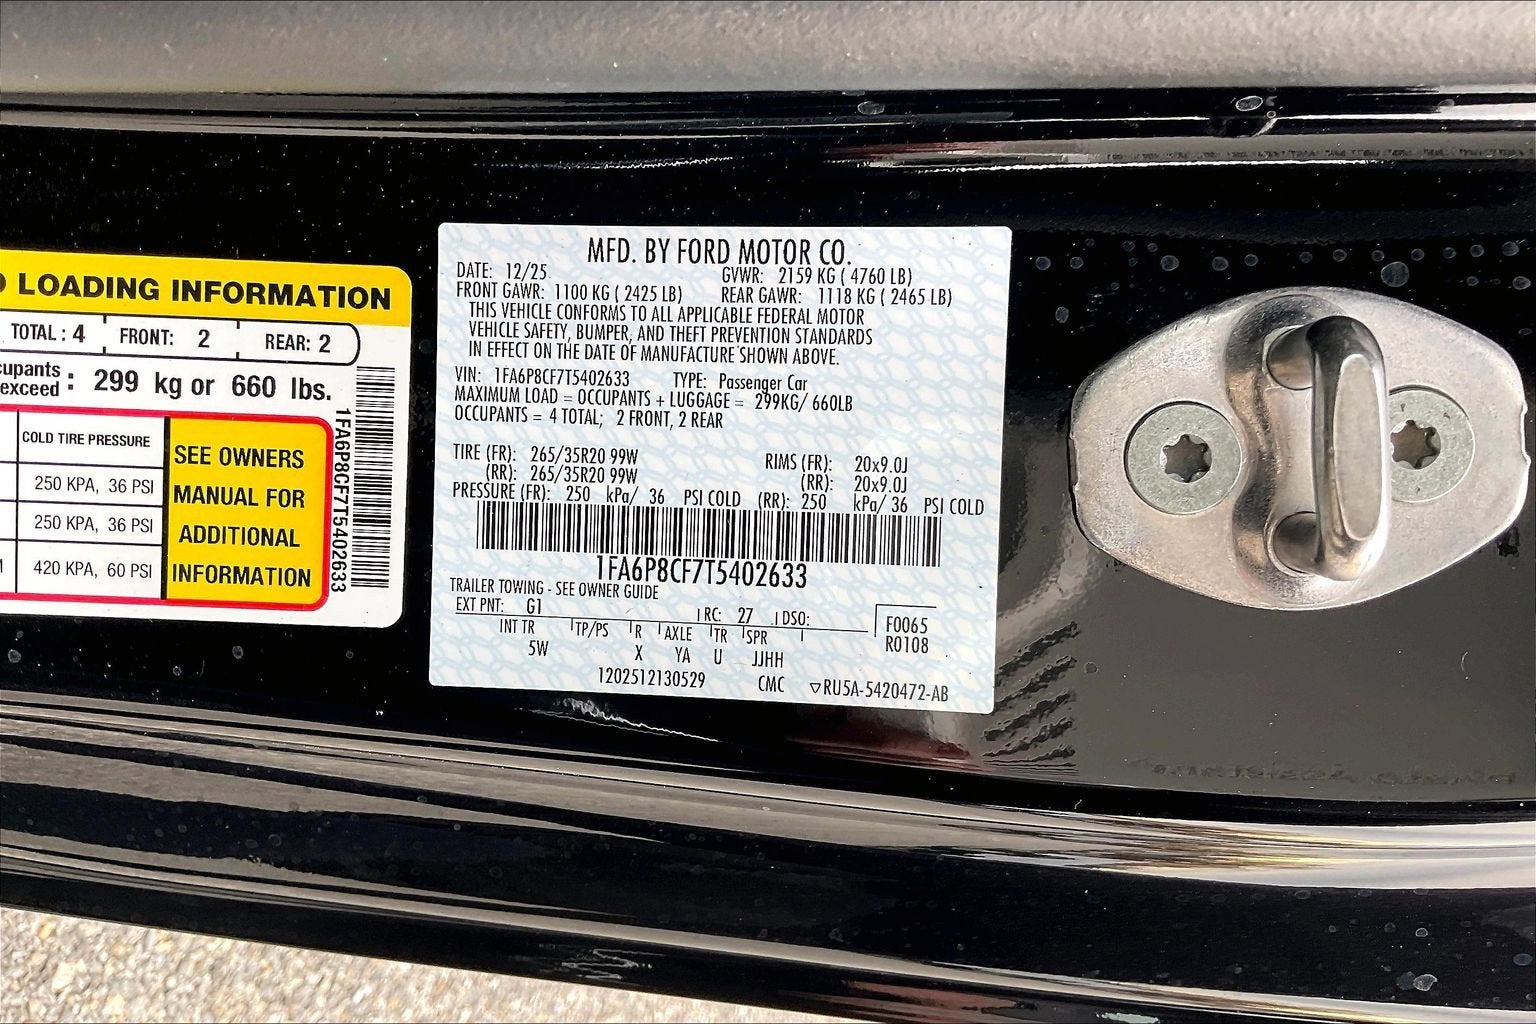 LOADING INFORMATION
TOTAL : 4 FRONT: 2 REAR: 2
299 kg or 660 lbs.
exceed :
COLD TIRE PRESSURE
250 KPA, 36 PSI
250 KPA, 36 PSI
420 KPA, 60 PSI
SEE OWNERS
MANUAL FOR
ADDITIONAL
INFORMATION
1FA6P8CF7T5402633
MFD. BY FORD MOTOR CO.
DATE: 12/25 GVWR: 2159 KG ( 4760 LB)
FRONT GAWR: 1100 KG ( 2425 LB) REAR GAWR: 1118 KG ( 2465 LB)
THIS VEHICLE CONFORMS TO ALL APPLICABLE FEDERAL MOTOR
VEHICLE SAFETY, BUMPER, AND THEFT PREVENTION STANDARDS
IN EFFECT ON THE DATE OF MANUFACTURE SHOWN ABOVE.
VIN: 1FA6P8CF7T5402633 TYPE: Passenger Car
MAXIMUM LOAD = OCCUPANTS + LUGGAGE = 299KG/ 660LB
OCCUPANTS = 4 TOTAL; 2 FRONT, 2 REAR
TIRE (FR): 265/35R20 99W RIMS (FR): 20x9.0J
(RR): 265/35R20 99W (RR): 20x9.0J
PRESSURE (FR): 250 kPa/ 36 PSI COLD (RR): 250 kPa/ 36 PSI COLD
1FA6P8CF7T5402633
TRAILER TOWING - SEE OWNER GUIDE
EXT PNT: G1 RC: 27 DSO: F0065
INT TR TP/PS R AXLE TR SPR R0108
5W X YA U JJHH
1202512130529 CMC ▽RU5A-5420472-AB